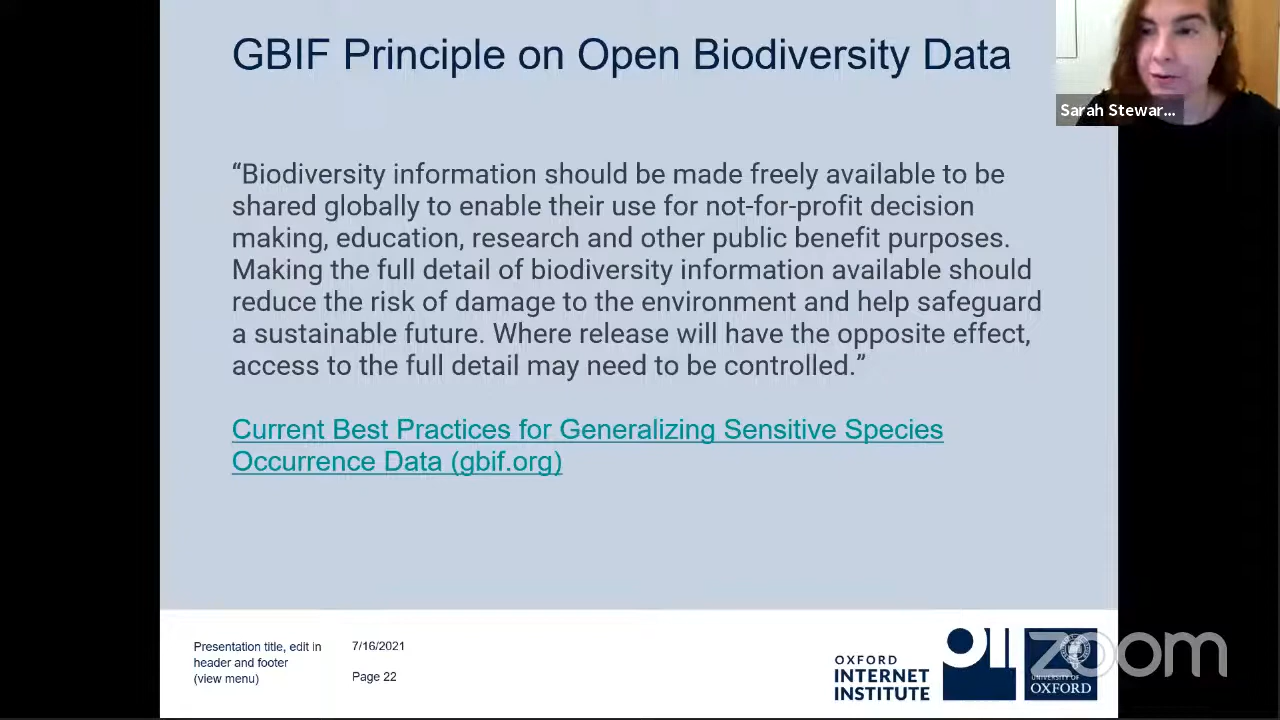 GBIF Principle on Open Biodiversity Data
Sarah Stewar...
“Biodiversity information should be made freely available to be
shared globally to enable their use for not-for-profit decision
making, education, research and other public benefit purposes.
Making the full detail of biodiversity information available should
reduce the risk of damage to the environment and help safeguard
a sustainable future. Where release will have the opposite effect,
access to the full detail may need to be controlled.”
Current Best Practices for Generalizing Sensitive Species
Occurrence Data (gbif.org)
Presentation title, edit in
header and footer
(view menu)
7/16/2021
Page 22
OXFORD
INTERNET
INSTITUTE
OII
UNIVERSITY OF
OXFORD
zoom